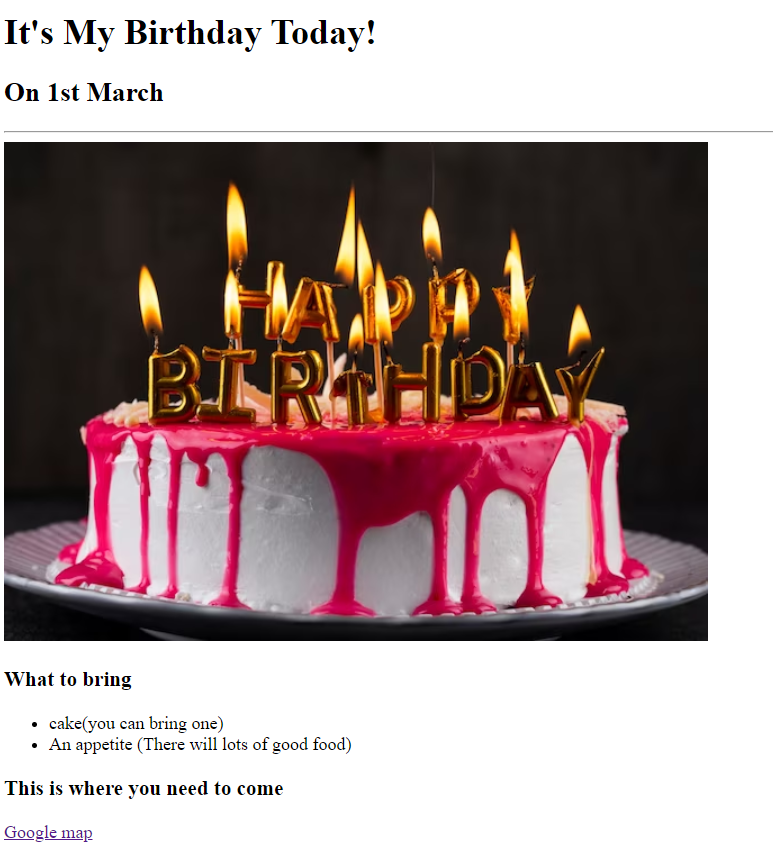 It's My Birthday Today!
On 1st March
HAPPY
BIRTHDAY
What to bring
cake(you can bring one)
An appetite (There will lots of good food)
This is where you need to come
Google map